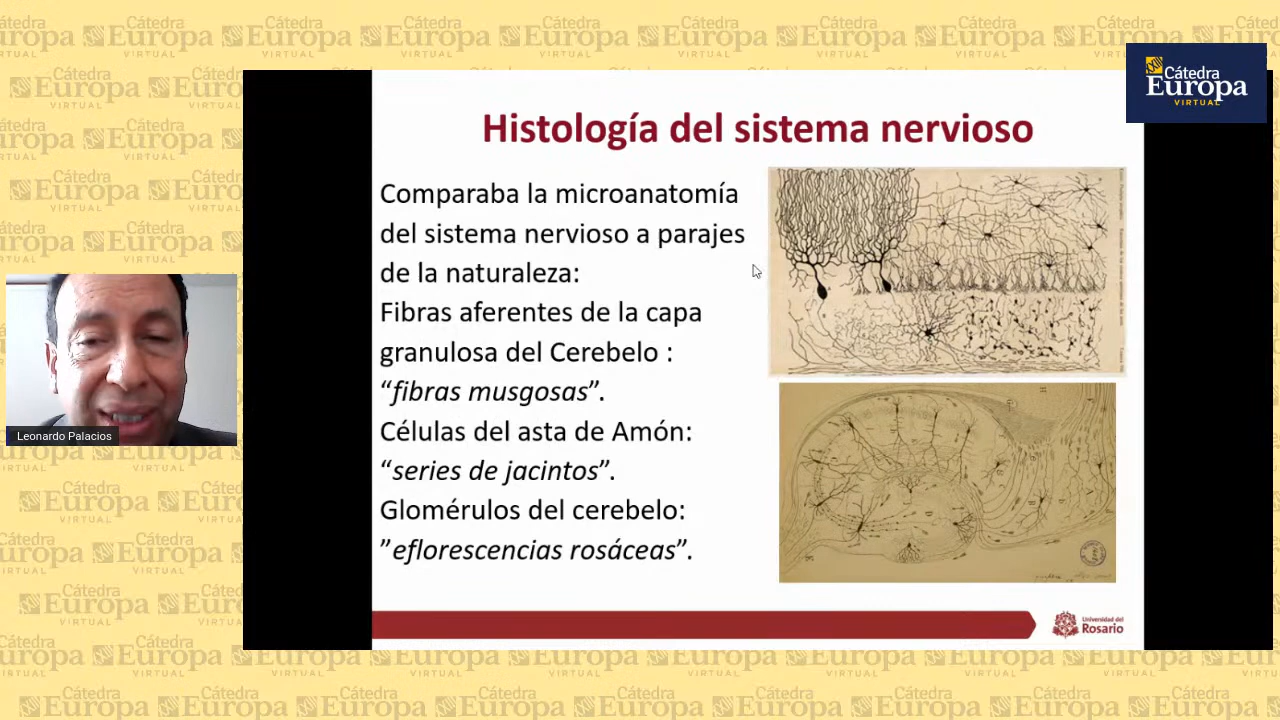 Cátedra
Europa
VIRTUAL
Histología del sistema nervioso
Comparaba la microanatomía
del sistema nervioso a parajes
de la naturaleza:
Fibras aferentes de la capa
granulosa del Cerebelo :
“fibras musgosas”.
Células del asta de Amón:
“series de jacintos”.
Glomérulos del cerebelo:
”eflorescencias rosáceas”.
Leonardo Palacios
Universidad del
Rosario